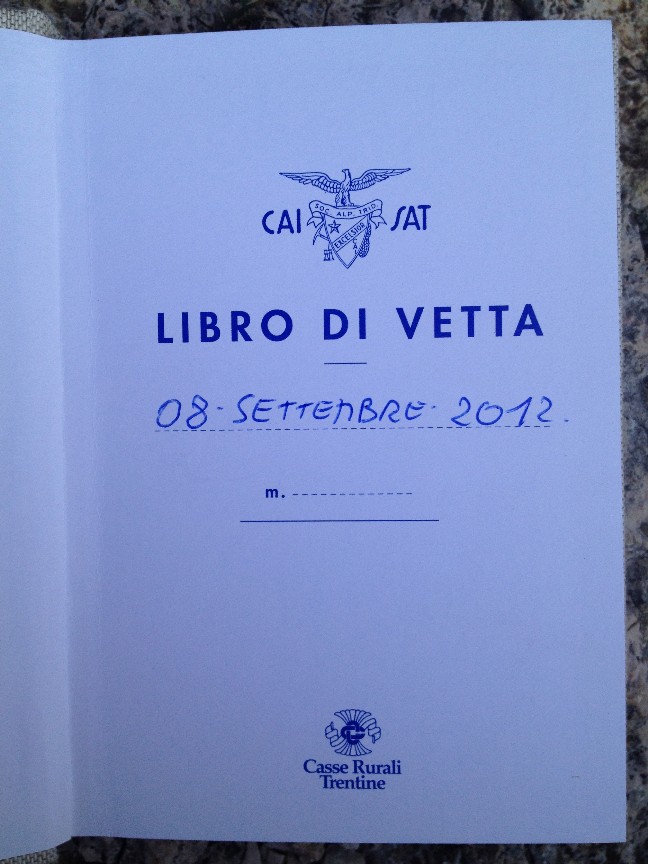 CAI SAT
SOC. ALP. TRID.
EXCELSIOR
LIBRO DI VETTA
08 - SETTEMBRE - 2012.
m.
Casse Rurali
Trentine